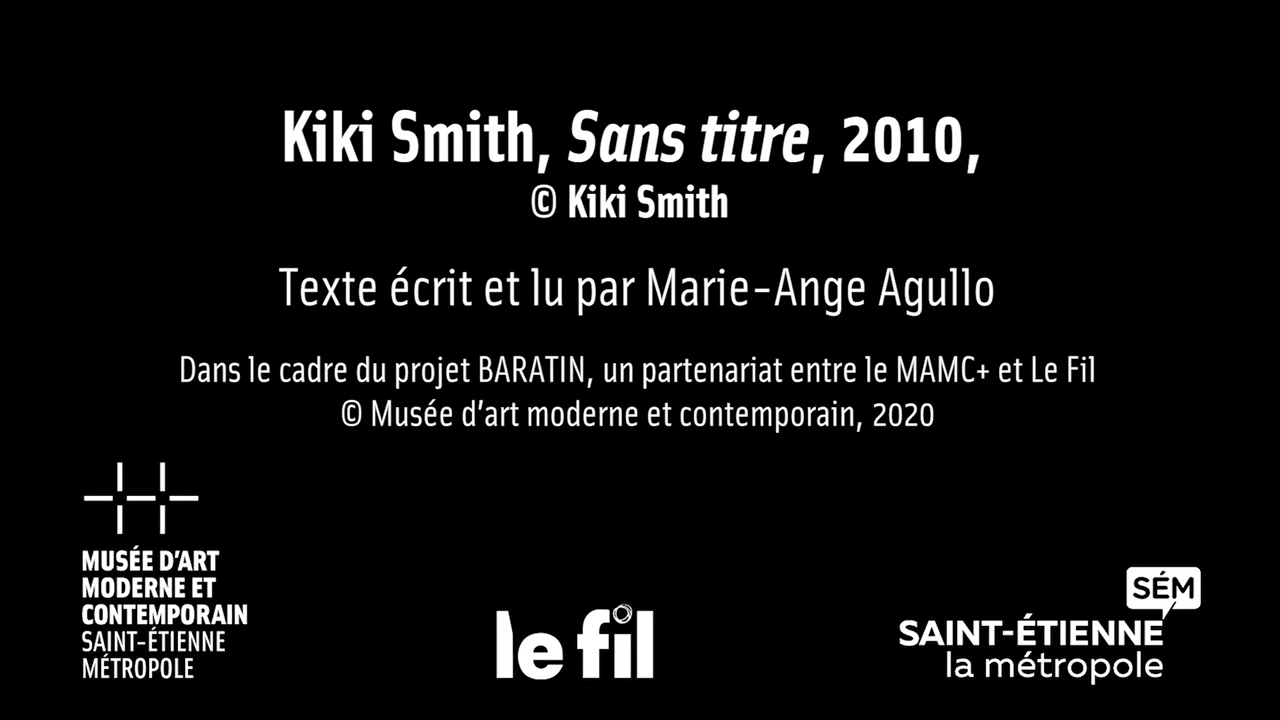 Kiki Smith, Sans titre, 2010,
© Kiki Smith
Texte écrit et lu par Marie-Ange Agullo
Dans le cadre du projet BARATIN, un partenariat entre le MAMC+ et Le Fil
© Musée d'art moderne et contemporain, 2020
MUSÉE D'ART
MODERNE ET
CONTEMPORAIN
SAINT-ÉTIENNE
MÉTROPOLE
le fil
SÉM
SAINT-ÉTIENNE
la métropole